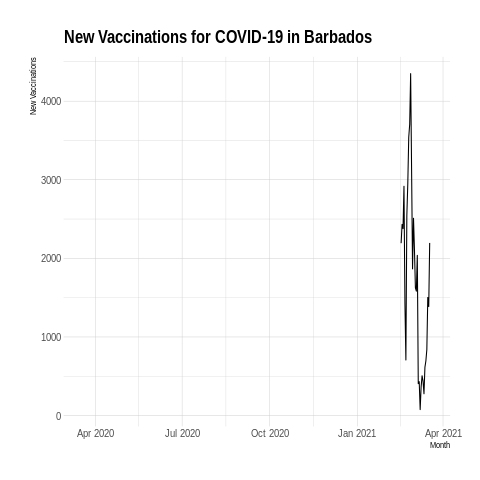 New Vaccinations for COVID-19 in Barbados
New Vaccinations
4000
3000
2000
1000
0
Apr 2020
Jul 2020
Oct 2020
Jan 2021
Apr 2021
Month